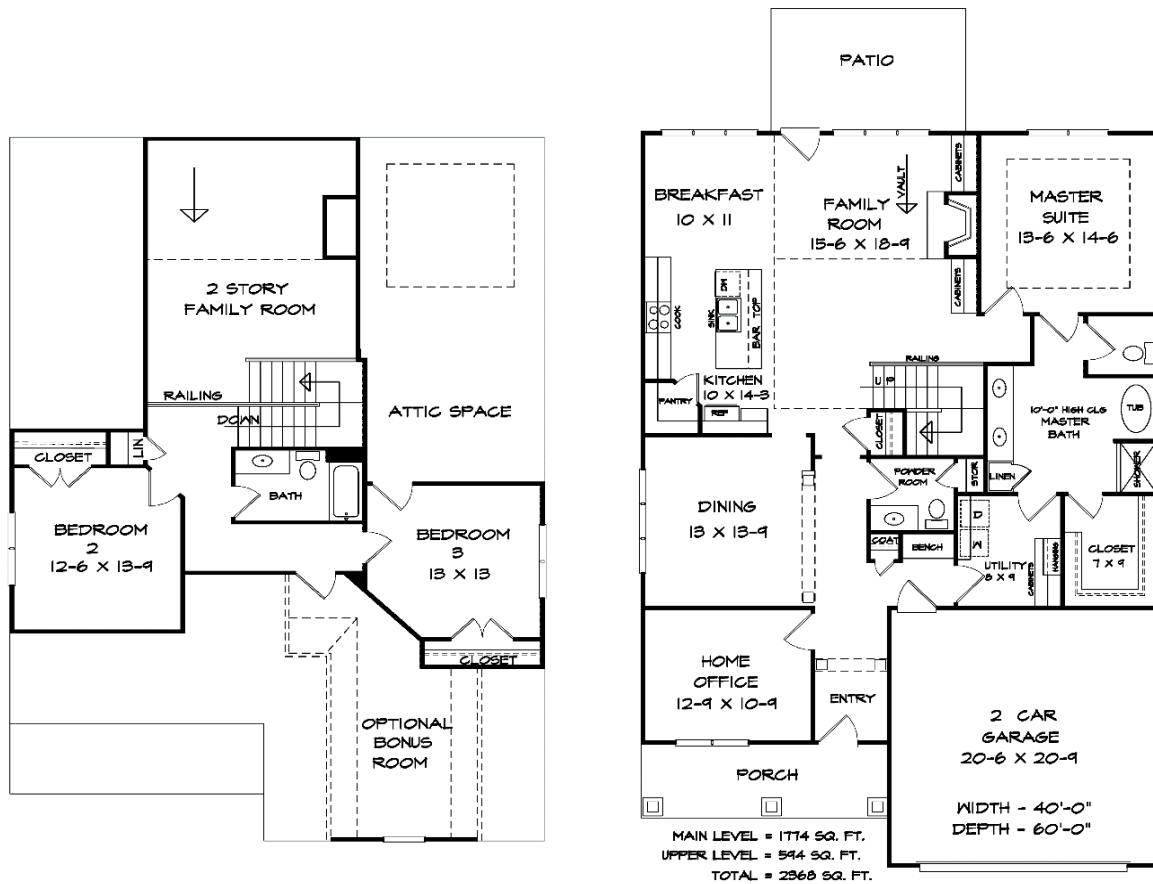 2 STORY
FAMILY ROOM
RAILING
DOWN
ATTIC SPACE
CLOSET
LIN
BATH
BEDROOM
2
12-6 X 13-9
BEDROOM
3
13 X 13
CLOSET
OPTIONAL
BONUS
ROOM
PATIO
BREAKFAST
10 X 11
FAMILY
ROOM
15-6 X 18-9
VAULT
CABINETS
CABINETS
MASTER
SUITE
13-6 X 14-6
COOK
DW
SINK
BAR TOP
KITCHEN
10 X 14-3
PANTRY
REF
RAILING
UP
CLOSET
10'-0" HIGH CLG
MASTER
BATH
TUB
SHOWER
LINEN
POWDER
ROOM
STOR
DINING
13 X 13-9
COAT
BENCH
D
W
UTILITY
8 X 9
CABINETS
HANGING
CLOSET
7 X 9
HOME
OFFICE
12-9 X 10-9
ENTRY
2 CAR
GARAGE
20-6 X 20-9
PORCH
WIDTH - 40'-0"
DEPTH - 60'-0"
MAIN LEVEL = 1774 SQ. FT.
UPPER LEVEL = 594 SQ. FT.
TOTAL = 2368 SQ. FT.